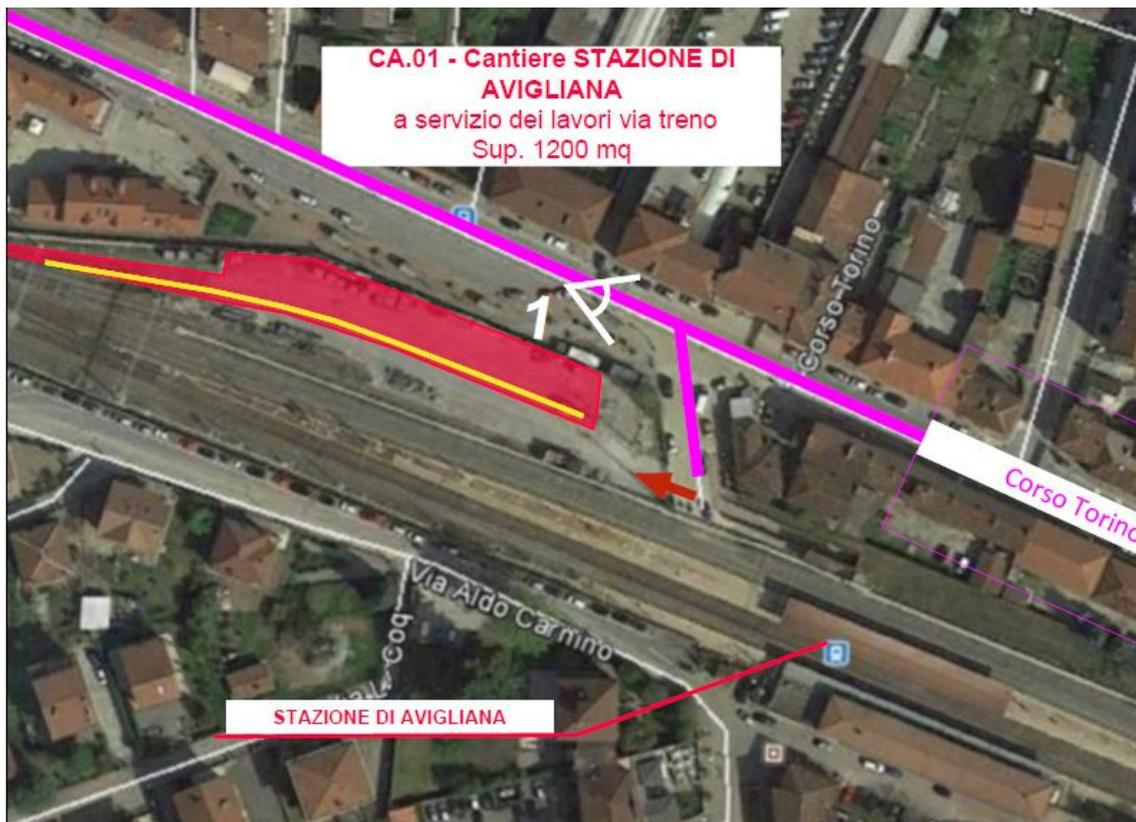 CA.01 - Cantiere STAZIONE DI
AVIGLIANA
a servizio dei lavori via treno
Sup. 1200 mq
1
Corso Torino
Corso Torino
Via Aldo Carmino
Coq
STAZIONE DI AVIGLIANA